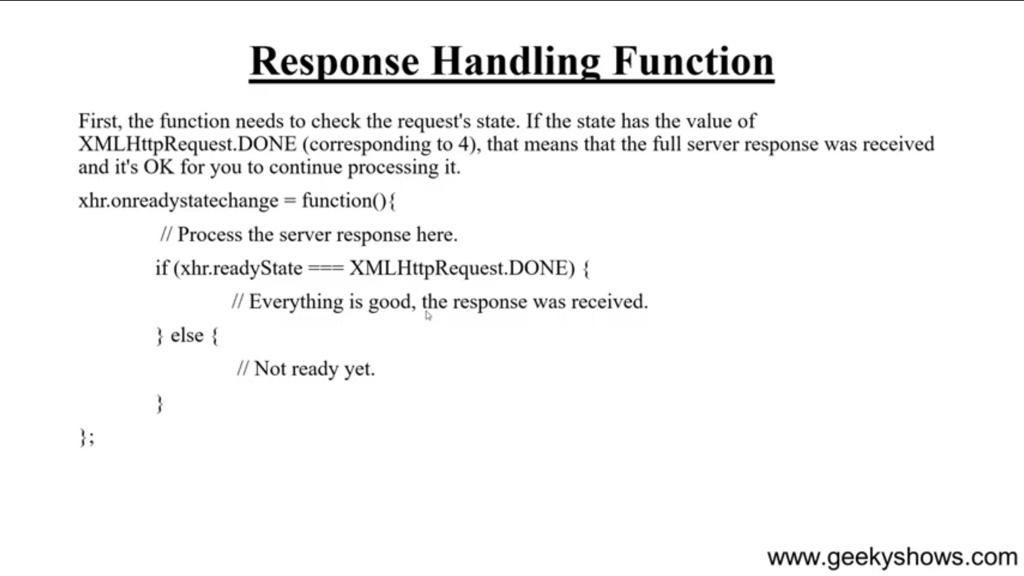 Response Handling Function
First, the function needs to check the request's state. If the state has the value of
XMLHttpRequest.DONE (corresponding to 4), that means that the full server response was received
and it's OK for you to continue processing it.
xhr.onreadystatechange = function(){
// Process the server response here.
if (xhr.readyState === XMLHttpRequest.DONE) {
// Everything is good, the response was received.
} else {
// Not ready yet.
}
};
www.geekyshows.com